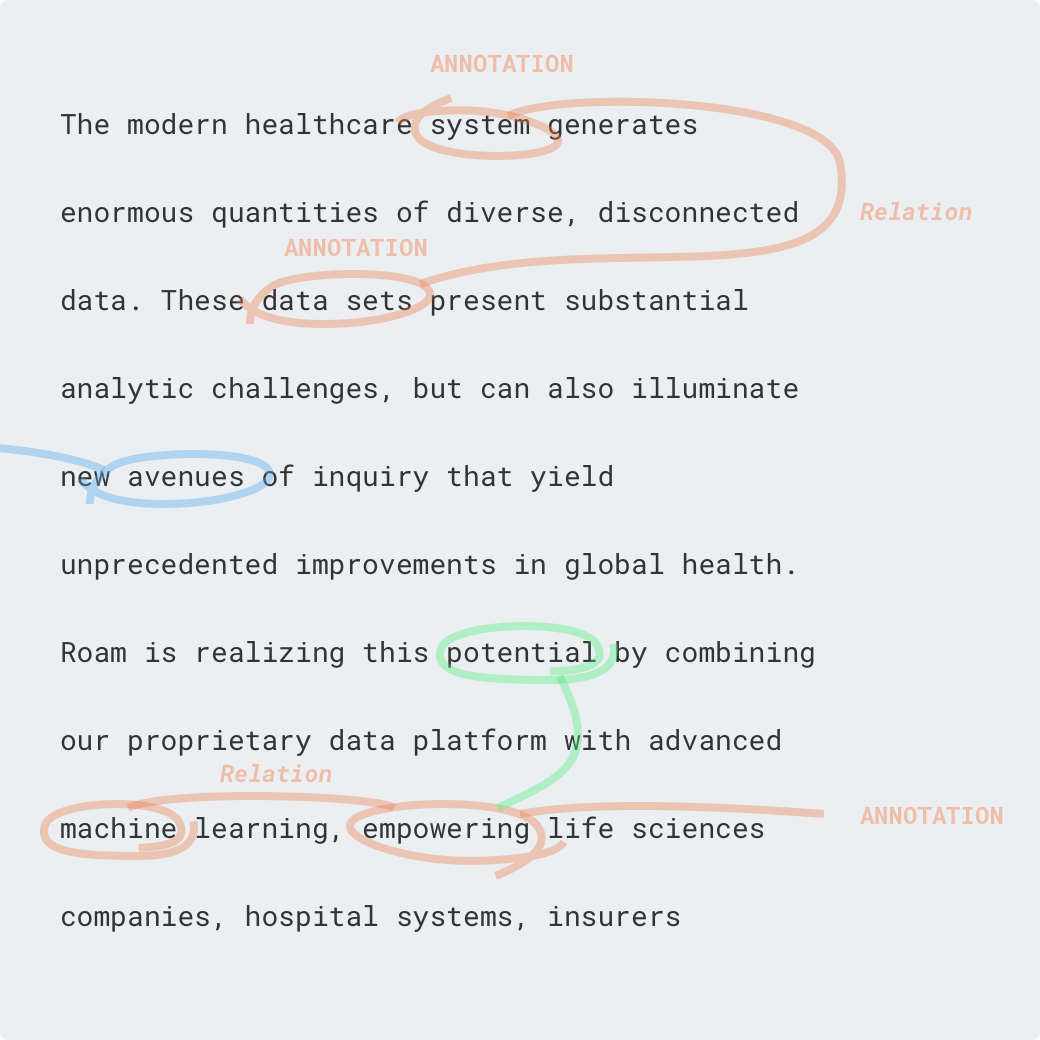 ANNOTATION
The modern healthcare system generates
enormous quantities of diverse, disconnected
Relation
ANNOTATION
data. These data sets present substantial
analytic challenges, but can also illuminate
new avenues of inquiry that yield
unprecedented improvements in global health.
Roam is realizing this potential by combining
our proprietary data platform with advanced
Relation
machine learning, empowering life sciences
ANNOTATION
companies, hospital systems, insurers